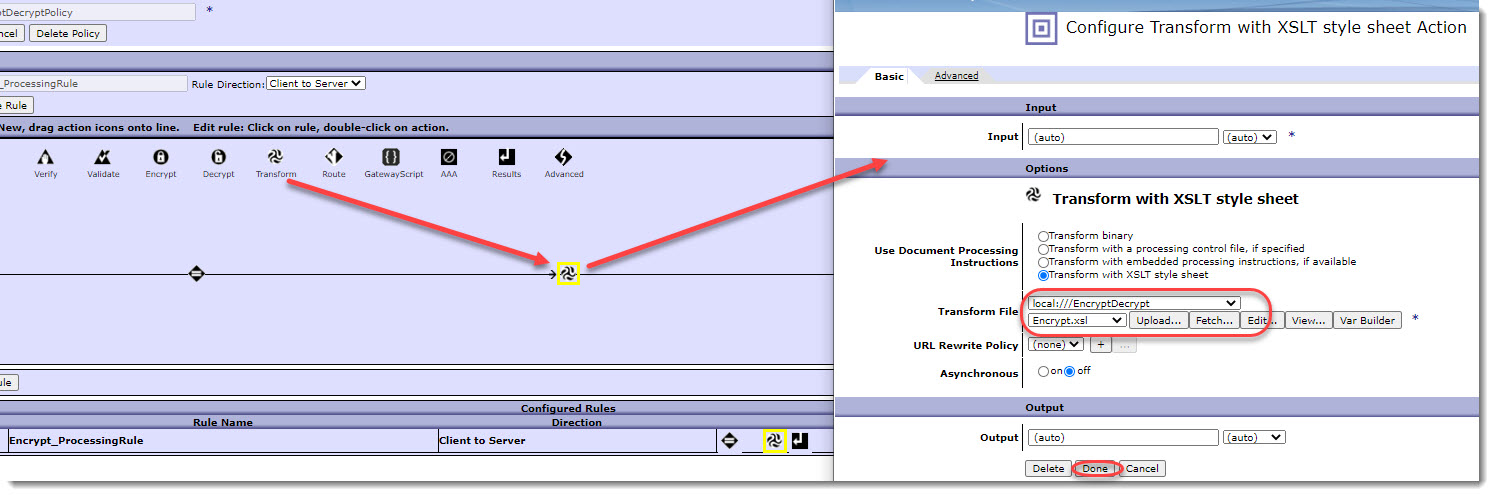 ptDecryptPolicy *
ncel Delete Policy
_ProcessingRule Rule Direction: Client to Server
e Rule
New, drag action icons onto line. Edit rule: Click on rule, double-click on action.
Verify Validate Encrypt Decrypt Transform Route GatewayScript AAA Results Advanced
ule
Configured Rules
Rule Name Direction
Encrypt_ProcessingRule Client to Server
Configure Transform with XSLT style sheet Action
Basic Advanced
Input
Input (auto) (auto) *
Options
Transform with XSLT style sheet
Use Document Processing
Instructions
Transform binary
Transform with a processing control file, if specified
Transform with embedded processing instructions, if available
Transform with XSLT style sheet
Transform File local:///EncryptDecrypt
Encrypt.xsl Upload... Fetch... Edit... View... Var Builder *
URL Rewrite Policy (none) + ...
Asynchronous on off
Output
Output (auto) (auto)
Delete Done Cancel